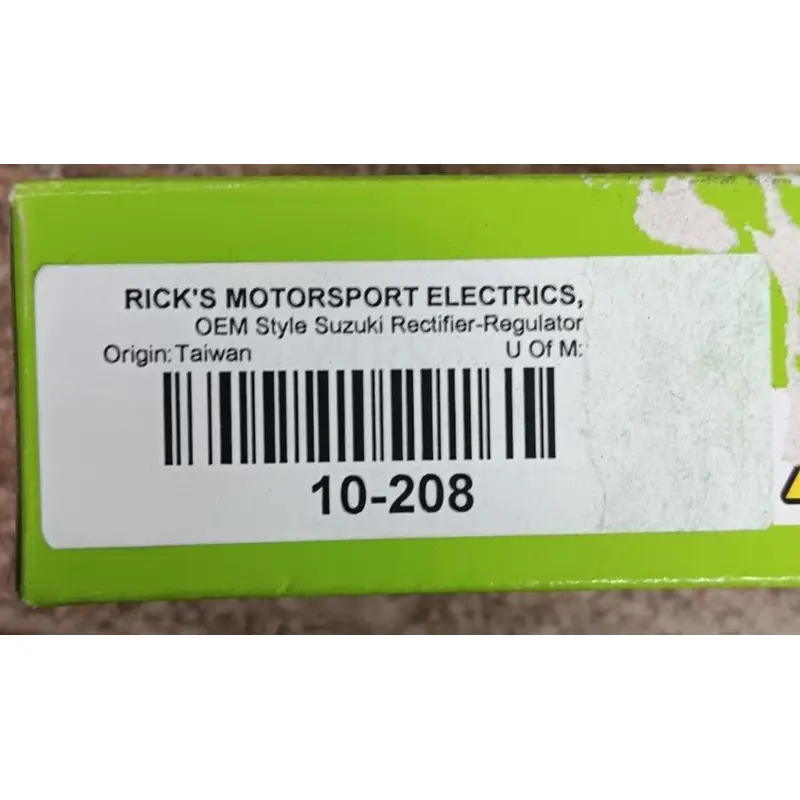 RICK'S MOTORSPORT ELECTRICS,
OEM Style Suzuki Rectifier-Regulator
Origin: Taiwan U Of M:
10-208